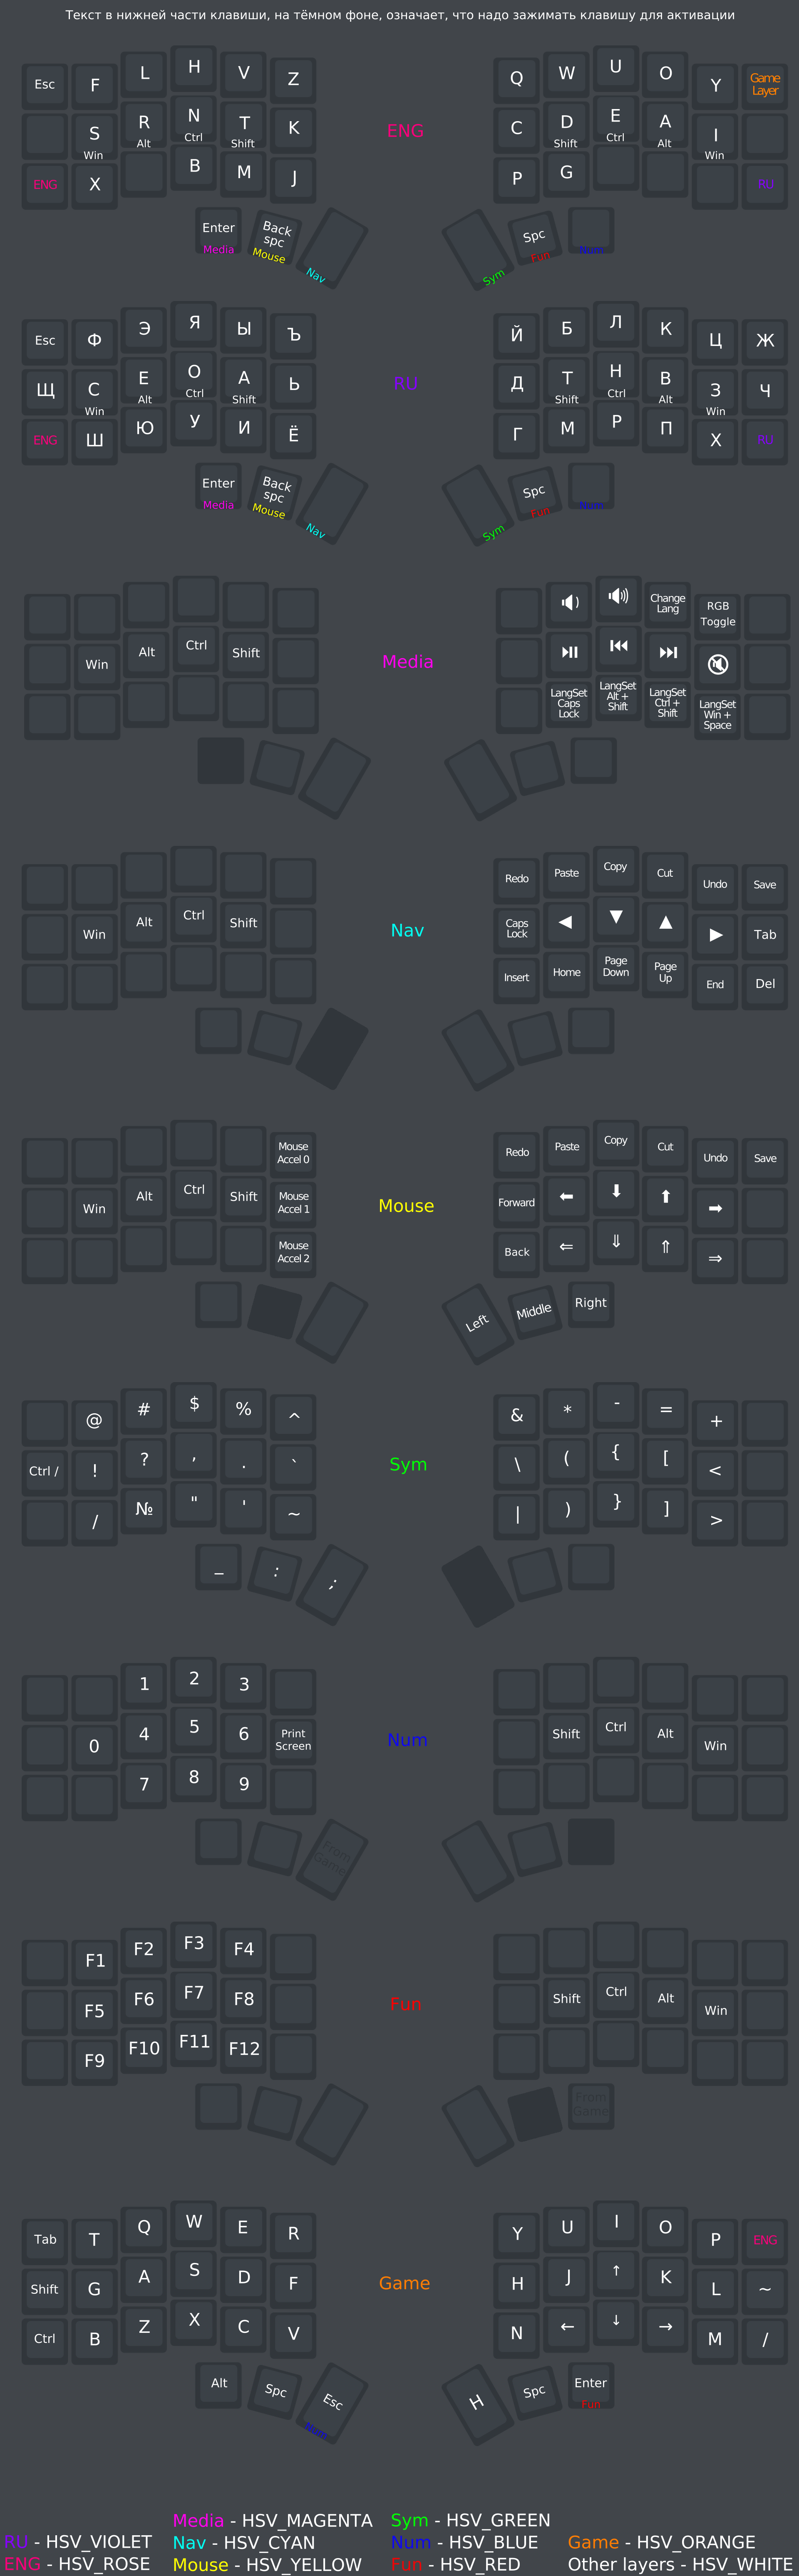 Текст в нижней части клавиши, на тёмном фоне, означает, что надо зажимать клавишу для активации
Esc F L H V Z Q W U O Y Game Layer
S Win R Alt N Ctrl T Shift K ENG C D Shift E Ctrl A Alt I Win
ENG X B M J P G RU
Enter Media Back spc Mouse Nav Sym Spc Fun Num
Esc Ф Э Я Ы Ъ Й Б Л К Ц Ж
Щ С Win Е Alt О Ctrl А Shift Ь RU Д Т Shift Н Ctrl В Alt З Win Ч
ENG Ш Ю У И Ё Г М Р П Х RU
Enter Media Back spc Mouse Nav Sym Spc Fun Num
Change Lang RGB Toggle
Win Alt Ctrl Shift Media
LangSet Caps Lock LangSet Alt + Shift LangSet Ctrl + Shift LangSet Win + Space
Redo Paste Copy Cut Undo Save
Win Alt Ctrl Shift Nav Caps Lock ◀ ▼ ▲ ▶ Tab
Insert Home Page Down Page Up End Del
Mouse Accel 0 Redo Paste Copy Cut Undo Save
Win Alt Ctrl Shift Mouse Accel 1 Mouse Forward ⬅ ⬇ ⬆ ➡
Mouse Accel 2 Back ⇐ ⇓ ⇑ ⇒
Left Middle Right
@ # $ % ^ & * - = +
Ctrl / ! ? , . ` Sym \ ( { [ <
/ № " ' ~ | ) } ] >
_ : ;
1 2 3
0 4 5 6 Print Screen Num Shift Ctrl Alt Win
7 8 9
From Game
F1 F2 F3 F4
F5 F6 F7 F8 Fun Shift Ctrl Alt Win
F9 F10 F11 F12
From Game
Tab T Q W E R Y U I O P ENG
Shift G A S D F Game H J ↑ K L ~
Ctrl B Z X C V N ← ↓ → M /
Alt Spc Esc Num H Spc Enter Fun
Media - HSV_MAGENTA Sym - HSV_GREEN
RU - HSV_VIOLET Nav - HSV_CYAN Num - HSV_BLUE Game - HSV_ORANGE
ENG - HSV_ROSE Mouse - HSV_YELLOW Fun - HSV_RED Other layers - HSV_WHITE